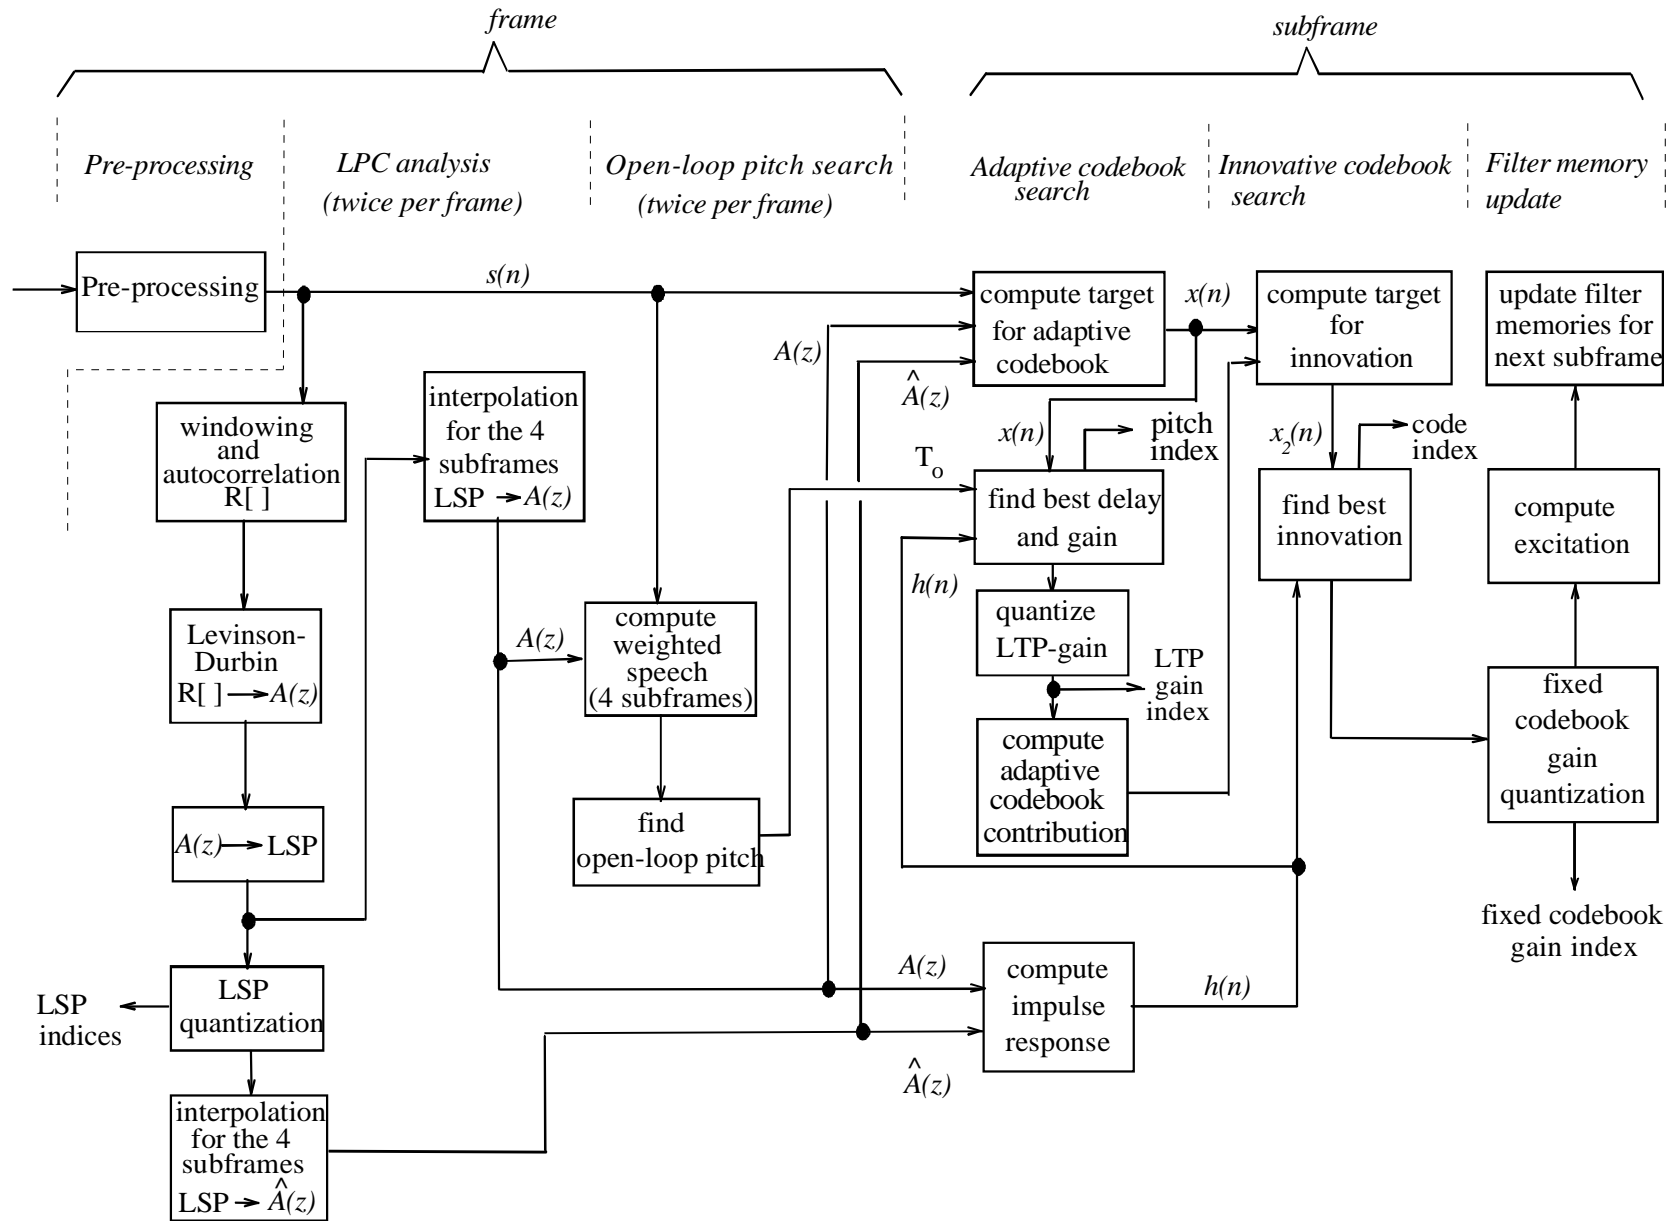 frame
subframe
Pre-processing
LPC analysis
(twice per frame)
Open-loop pitch search
(twice per frame)
Adaptive codebook
search
Innovative codebook
search
Filter memory
update
Pre-processing
s(n)
windowing
and
autocorrelation
R[ ]
Levinson-
Durbin
R[ ] → A(z)
A(z) → LSP
LSP
quantization
LSP
indices
interpolation
for the 4
subframes
LSP → Â(z)
interpolation
for the 4
subframes
LSP → A(z)
A(z)
compute
weighted
speech
(4 subframes)
find
open-loop pitch
T₀
A(z)
Â(z)
compute target
for adaptive
codebook
x(n)
x(n)
pitch
index
find best delay
and gain
h(n)
quantize
LTP-gain
LTP
gain
index
compute
adaptive
codebook
contribution
A(z)
Â(z)
compute
impulse
response
h(n)
compute target
for
innovation
x₂(n)
code
index
find best
innovation
update filter
memories for
next subframe
compute
excitation
fixed
codebook
gain
quantization
fixed codebook
gain index